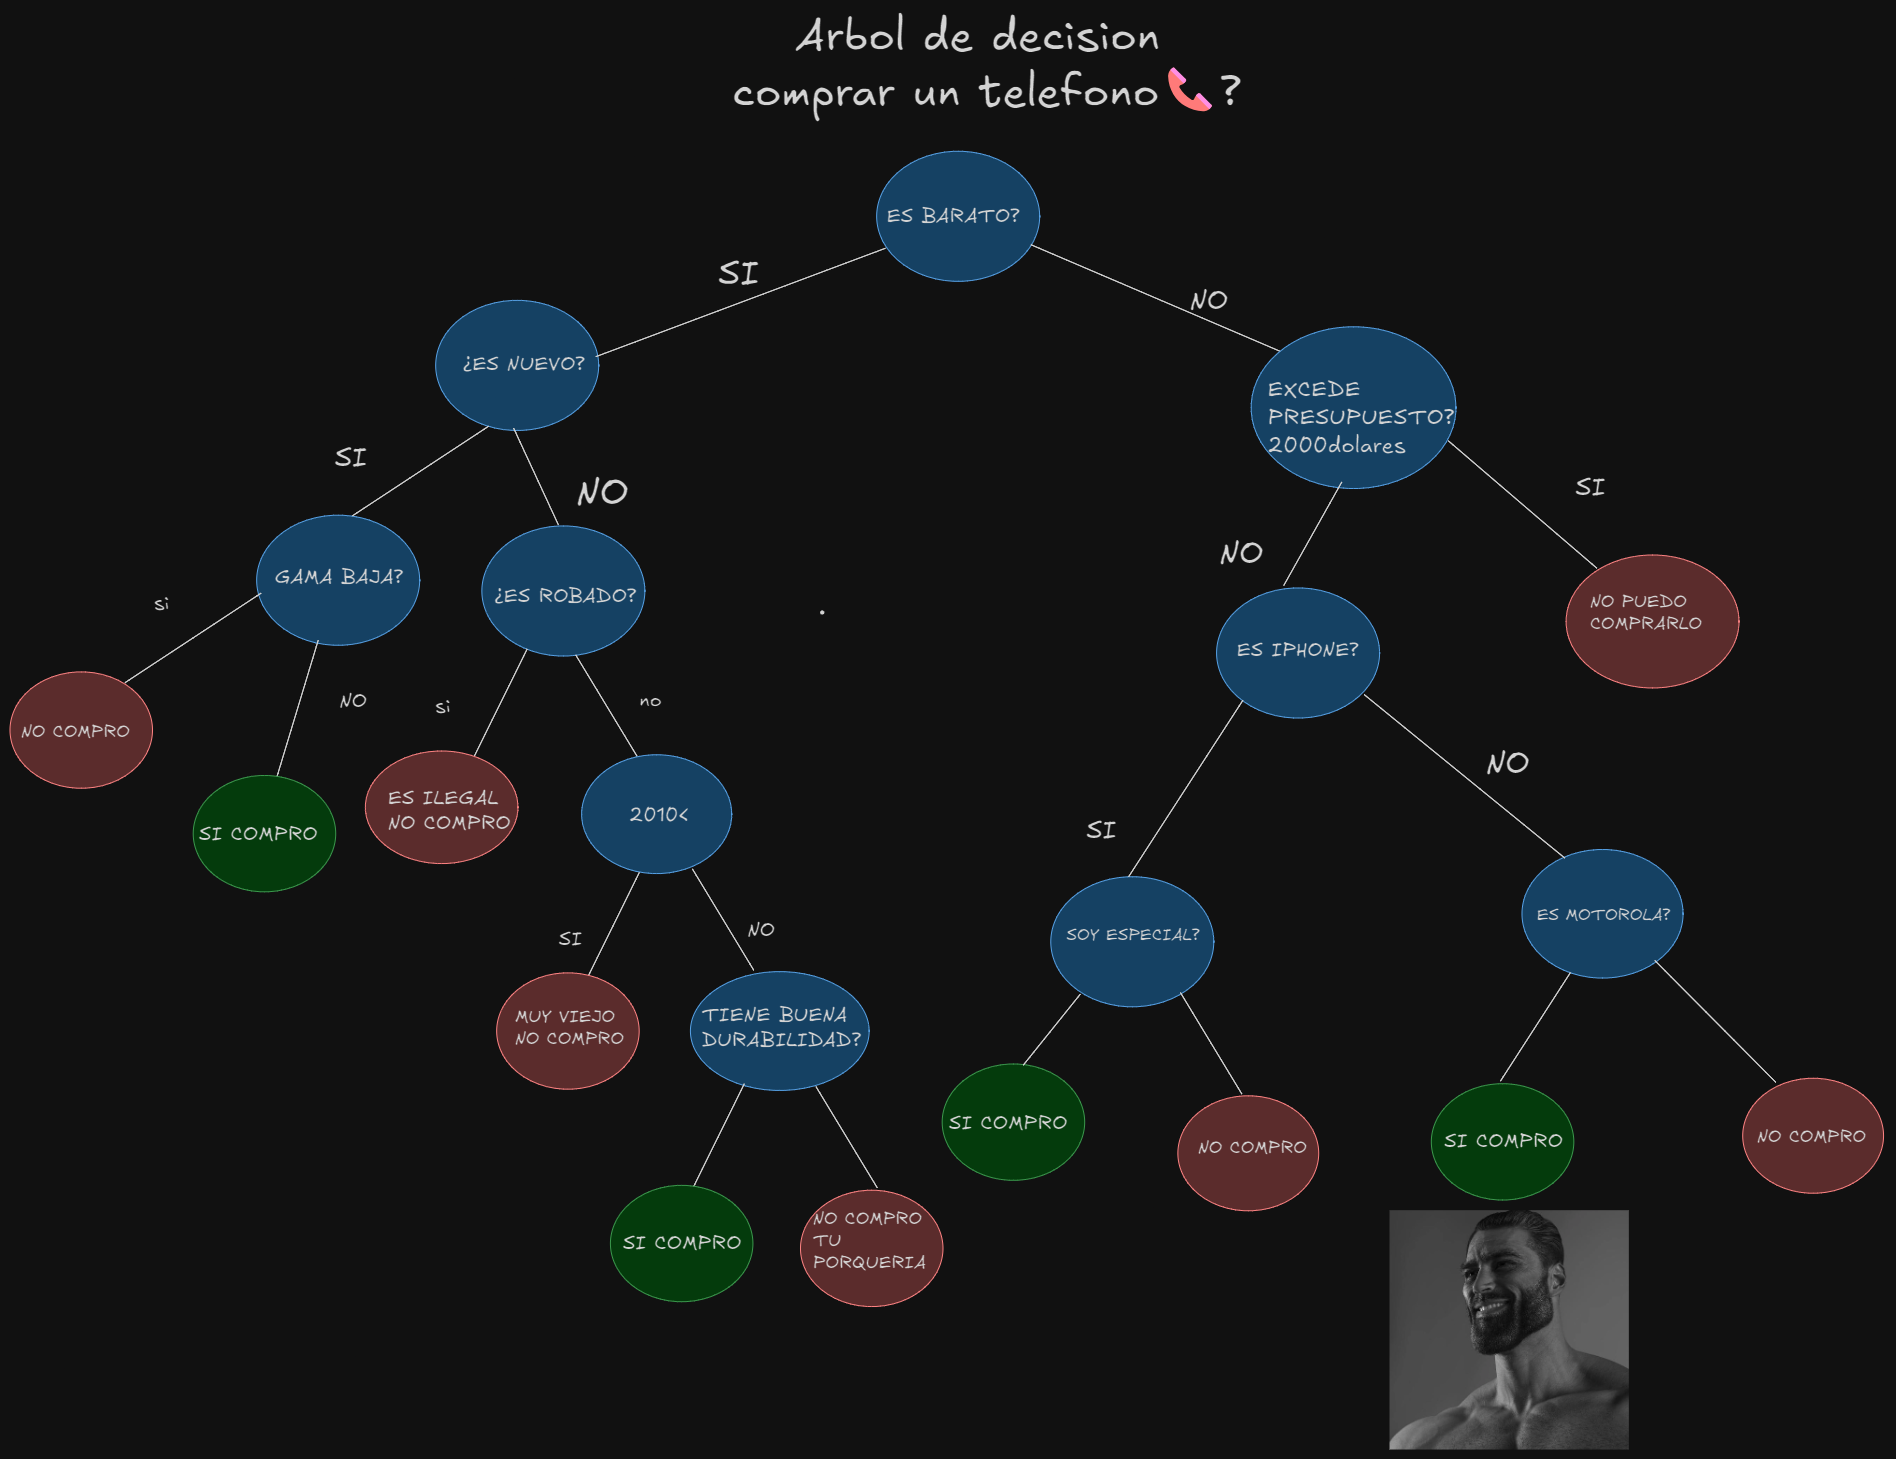 Arbol de decision
comprar un telefono📞?
ES BARATO?
SI
NO
¿ES NUEVO?
EXCEDE
PRESUPUESTO?
2000dolares
SI
NO
NO
SI
GAMA BAJA?
¿ES ROBADO?
ES IPHONE?
NO PUEDO
COMPRARLO
si
NO
si
no
NO COMPRO
SI COMPRO
ES ILEGAL
NO COMPRO
2010<
SI
NO
SI
NO
MUY VIEJO
NO COMPRO
TIENE BUENA
DURABILIDAD?
SOY ESPECIAL?
ES MOTOROLA?
SI COMPRO
NO COMPRO
TU
PORQUERIA
SI COMPRO
NO COMPRO
SI COMPRO
NO COMPRO